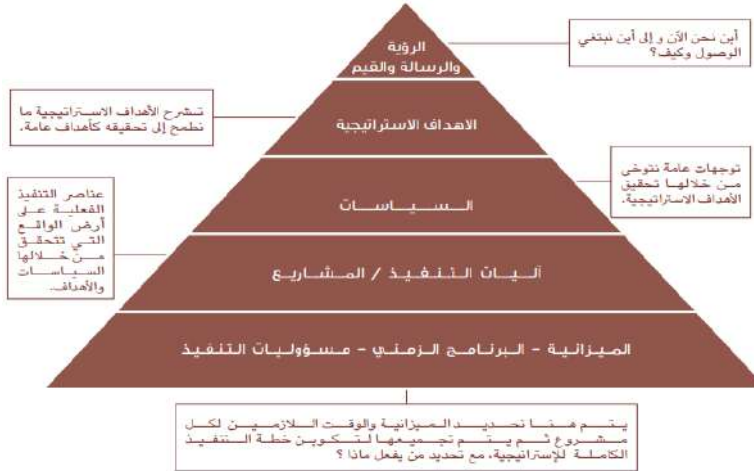 الرؤية
والرسالة والقيم
أين نحن الآن و إلى أين نبتغي
الوصول وكيف؟
تشرح الأهداف الاستراتيجية ما
نطمح إلى تحقيقه كأهداف عامة.
الاهداف الاستراتيجية
توجهات عامة نتوخى
من خلالها تحقيق
الأهداف الاستراتيجية.
السياسات
عناصر التنفيذ
الفعلية على
أرض الواقع
التي تتحقق
من خلالها
السياسات
والأهداف.
آليات التنفيذ / المشاريع
الميزانية - البرنامج الزمني - مسؤوليات التنفيذ
يتم هنا تحديد الميزانية والوقت اللازمين لكل
مشروع ثم يتم تجميعها لتكوين خطة التنفيذ
الكاملة للإستراتيجية، مع تحديد من يفعل ماذا ؟